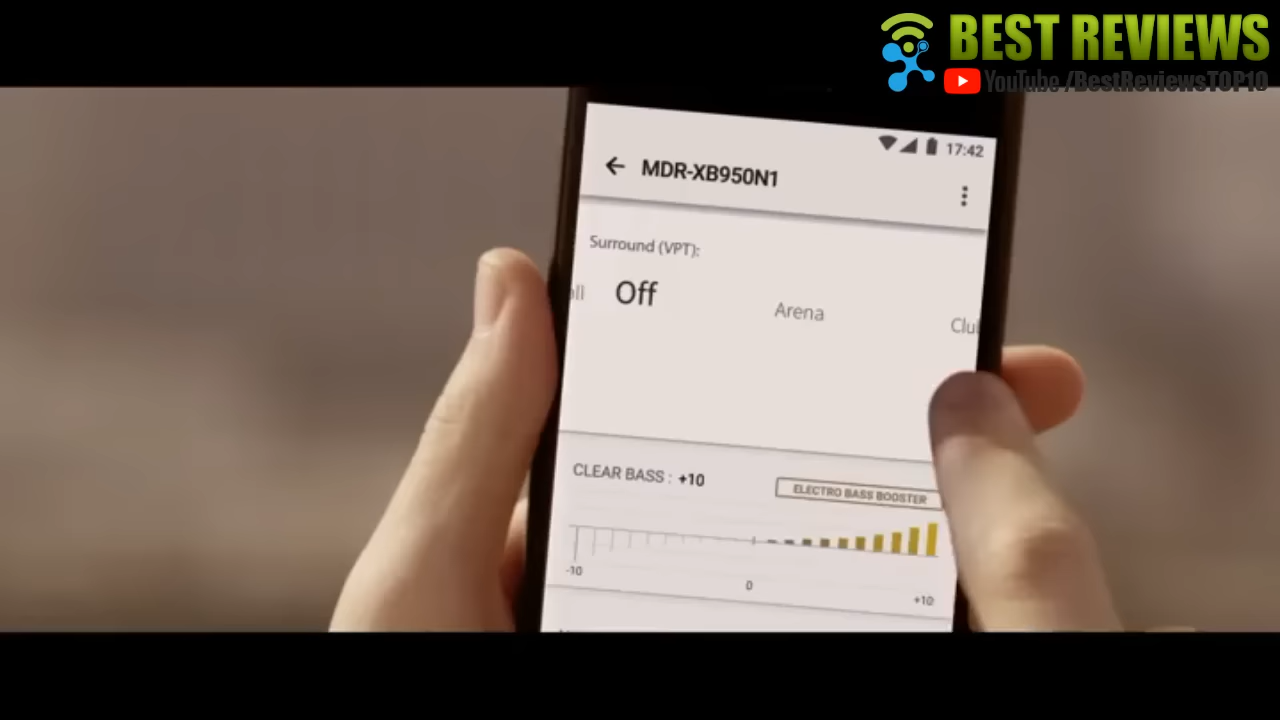 BEST REVIEWS
YouTube /BestReviewsTOP10
17:42
MDR-XB950N1
Surround (VPT):
Off
Arena
CLEAR BASS : +10
ELECTRO BASS BOOSTER
-10
0
+10